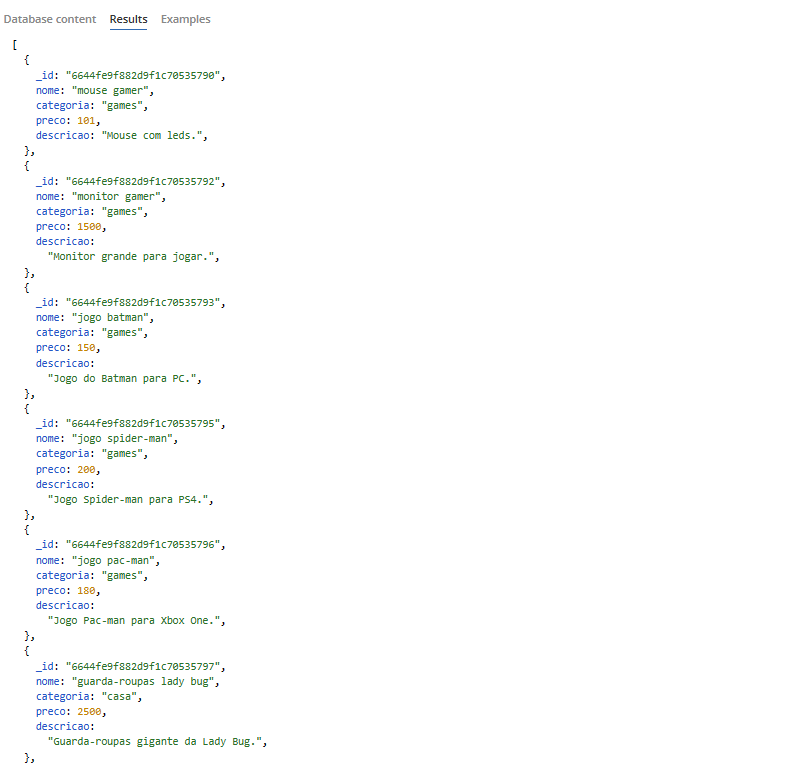 Database content Results Examples
[
{
_id: "6644fe9f882d9f1c70535790",
nome: "mouse gamer",
categoria: "games",
preco: 101,
descricao: "Mouse com leds.",
},
{
_id: "6644fe9f882d9f1c70535792",
nome: "monitor gamer",
categoria: "games",
preco: 1500,
descricao:
"Monitor grande para jogar.",
},
{
_id: "6644fe9f882d9f1c70535793",
nome: "jogo batman",
categoria: "games",
preco: 150,
descricao:
"Jogo do Batman para PC.",
},
{
_id: "6644fe9f882d9f1c70535795",
nome: "jogo spider-man",
categoria: "games",
preco: 200,
descricao:
"Jogo Spider-man para PS4.",
},
{
_id: "6644fe9f882d9f1c70535796",
nome: "jogo pac-man",
categoria: "games",
preco: 180,
descricao:
"Jogo Pac-man para Xbox One.",
},
{
_id: "6644fe9f882d9f1c70535797",
nome: "guarda-roupas lady bug",
categoria: "casa",
preco: 2500,
descricao:
"Guarda-roupas gigante da Lady Bug.",
},